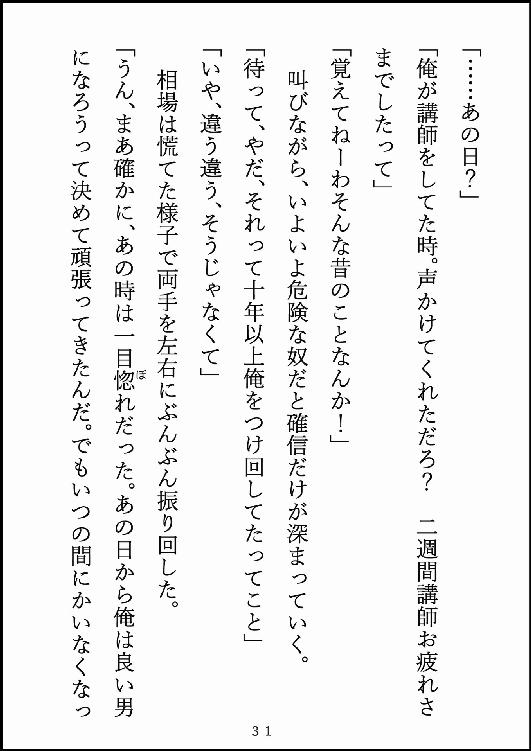 「……あの日？」
「俺が講師をしてた時。声かけてくれただろ？　二週間講師お疲れさ
までしたって」
「覚えてねーわそんな昔のことなんか！」
　叫びながら、いよいよ危険な奴だと確信だけが深まっていく。
「待って、やだ、それって十年以上俺をつけ回してたってこと」
「いや、違う違う、そうじゃなくて」
　相場は慌てた様子で両手を左右にぶんぶん振り回した。
「うん、まあ確かに、あの時は一目惚ぼれだった。あの日から俺は良い男
になろうって決めて頑張ってきたんだ。でもいつの間にかいなくなっ
31